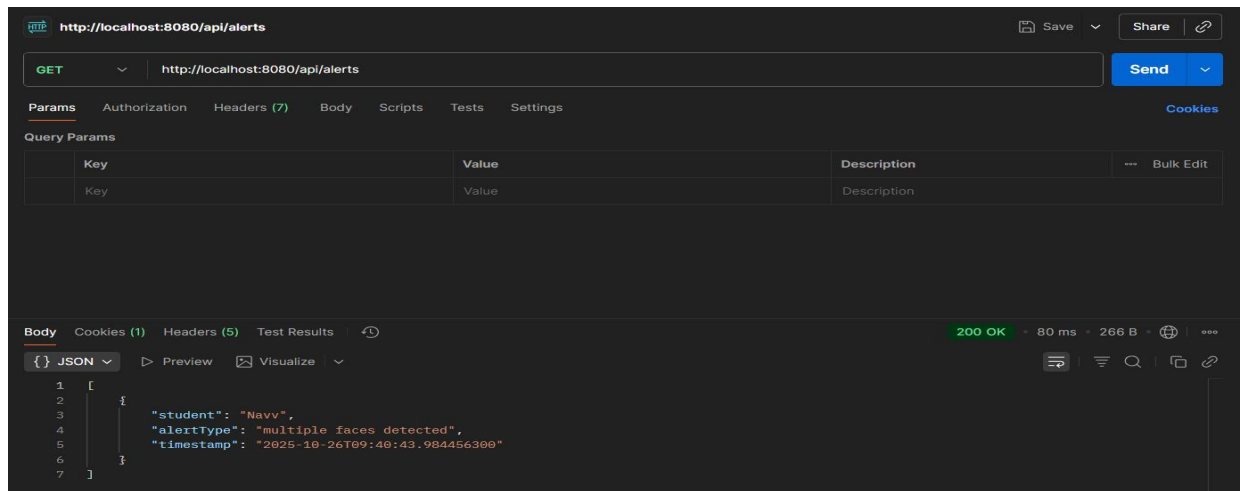 HTTP http://localhost:8080/api/alerts Save Share
GET http://localhost:8080/api/alerts Send
Params Authorization Headers (7) Body Scripts Tests Settings Cookies
Query Params
Key Value Description Bulk Edit
Key Value Description
Body Cookies (1) Headers (5) Test Results 200 OK 80 ms 266 B
{} JSON Preview Visualize
1 [
2 {
3 "student": "Navv",
4 "alertType": "multiple faces detected",
5 "timestamp": "2025-10-26T09:40:43.984456300"
6 }
7 ]